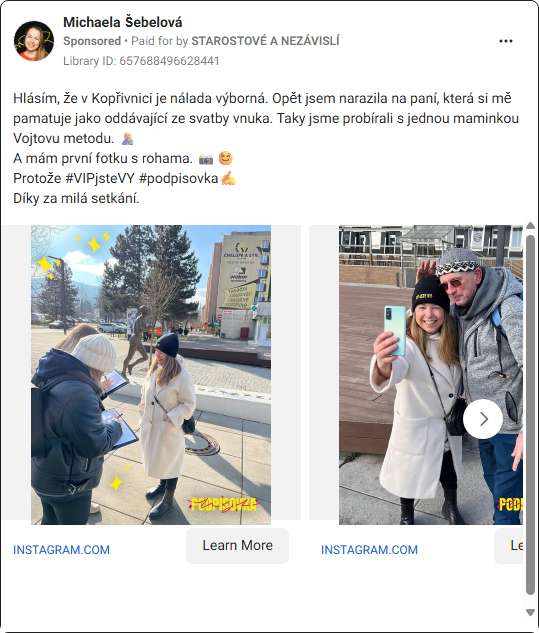 Michaela Šebelová
Sponsored • Paid for by STAROSTOVÉ A NEZÁVISLÍ
Library ID: 657688496628441
Hlásím, že v Kopřivnici je nálada výborná. Opět jsem narazila na paní, která si mě
pamatuje jako oddávající ze svatby vnuka. Taky jsme probírali s jednou maminkou
Vojtovu metodu. 🤱
A mám první fotku s rohama. 📷 😊
Protože #VIPjsteVY #podpisovka✍️
Díky za milá setkání.
PODPISOVKA
POD
INSTAGRAM.COM
Learn More
INSTAGRAM.COM
Le